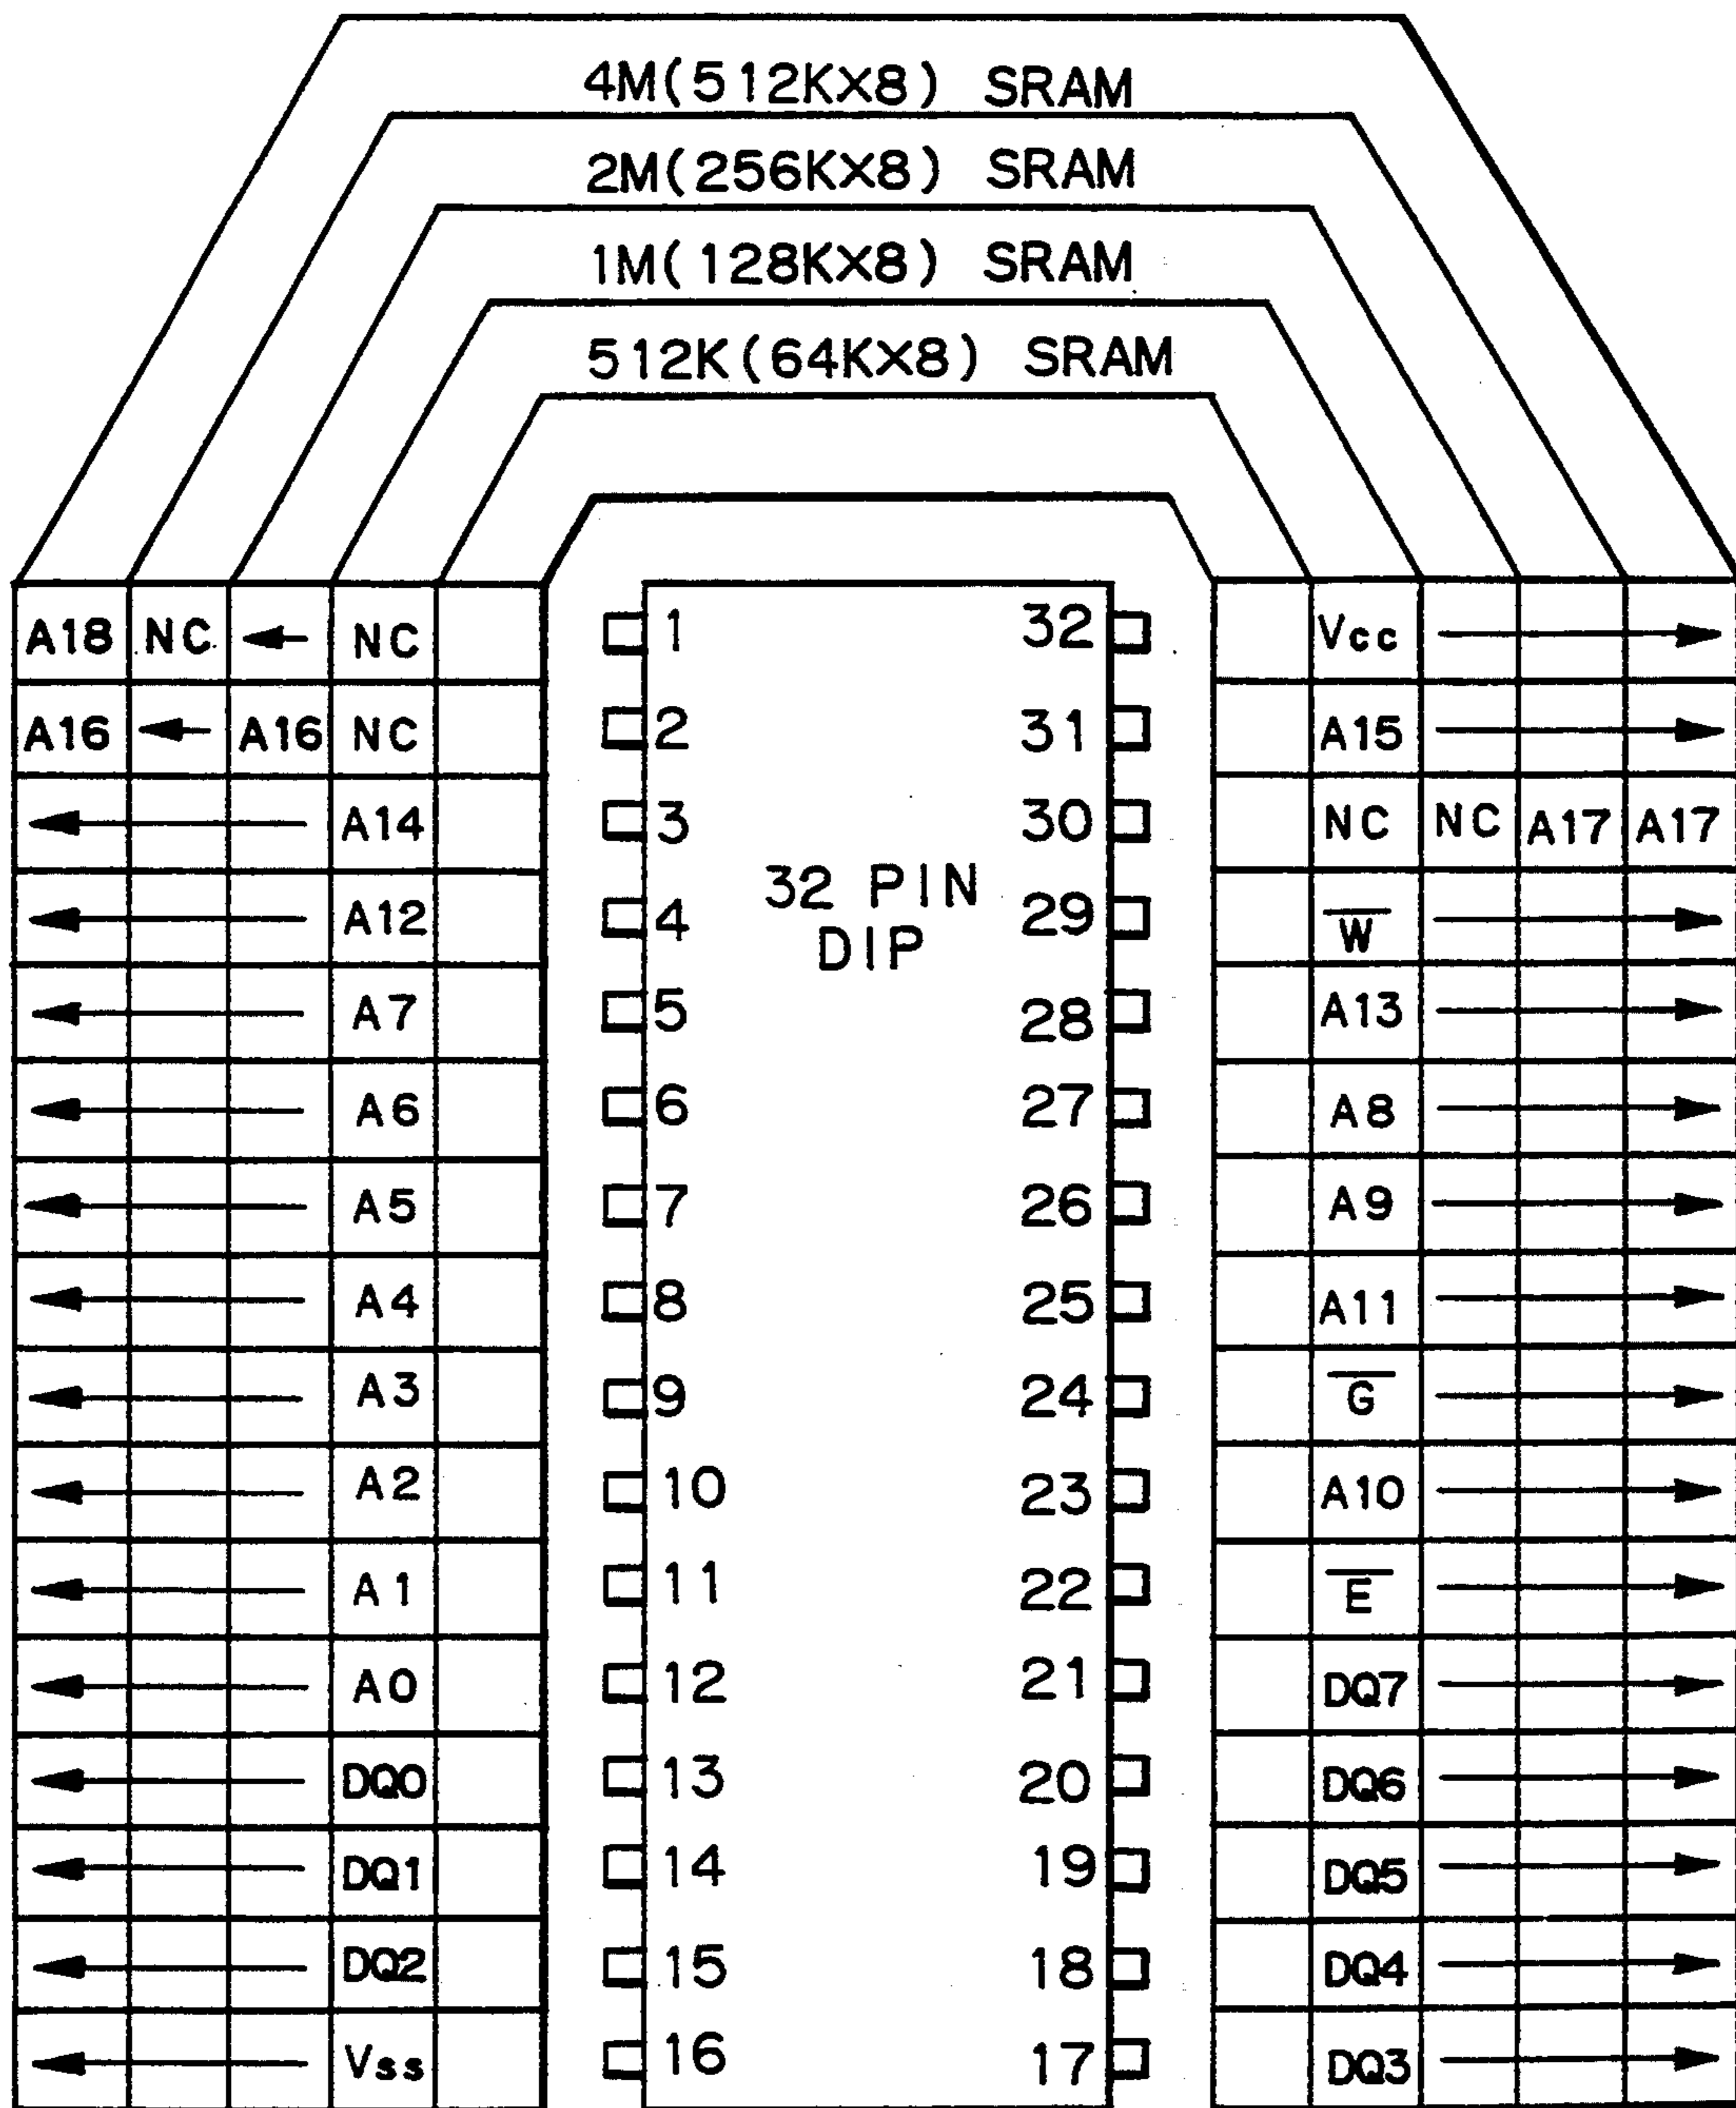 4M(512KX8) SRAM
2M(256KX8) SRAM
1M(128KX8) SRAM
512K(64KX8) SRAM
A18 NC ← NC 1 32 Vcc →
A16 ← A16 NC 2 31 A15 →
← A14 3 30 NC NC A17 A17
32 PIN
DIP
← A12 4 29 W̅ →
← A7 5 28 A13 →
← A6 6 27 A8 →
← A5 7 26 A9 →
← A4 8 25 A11 →
← A3 9 24 G̅ →
← A2 10 23 A10 →
← A1 11 22 E̅ →
← A0 12 21 DQ7 →
← DQ0 13 20 DQ6 →
← DQ1 14 19 DQ5 →
← DQ2 15 18 DQ4 →
← Vss 16 17 DQ3 →